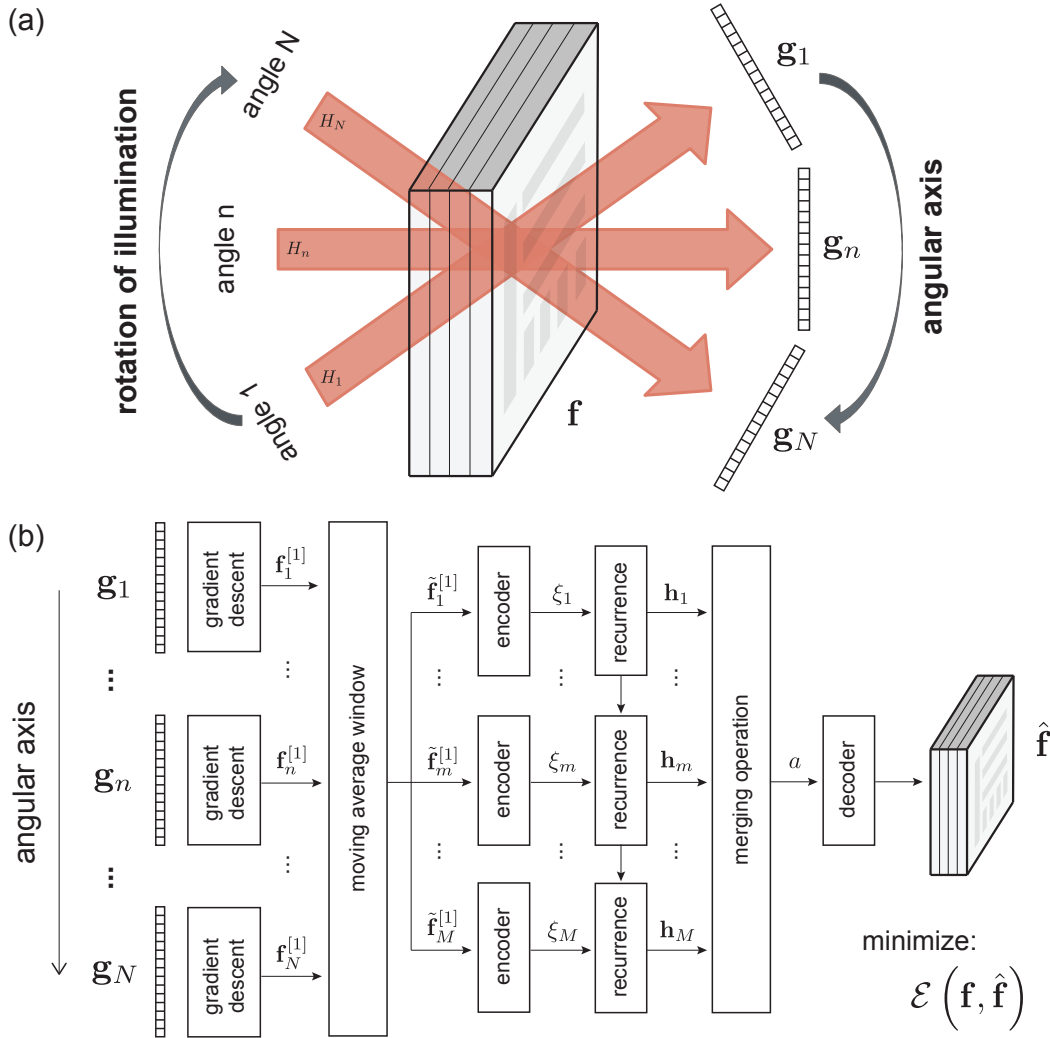 (a)
rotation of illumination
angle N
angle n
angle 1
H_N
H_n
H_1
f
g_1
g_n
g_N
angular axis
(b)
angular axis
g_1
...
g_n
...
g_N
gradient
descent
gradient
descent
gradient
descent
f_1^{[1]}
...
f_n^{[1]}
...
f_N^{[1]}
moving average window
f̃_1^{[1]}
...
f̃_m^{[1]}
...
f̃_M^{[1]}
encoder
encoder
encoder
ξ_1
...
ξ_m
...
ξ_M
recurrence
recurrence
recurrence
h_1
...
h_m
...
h_M
merging operation
a
decoder
f̂
minimize:
ℰ(f, f̂)